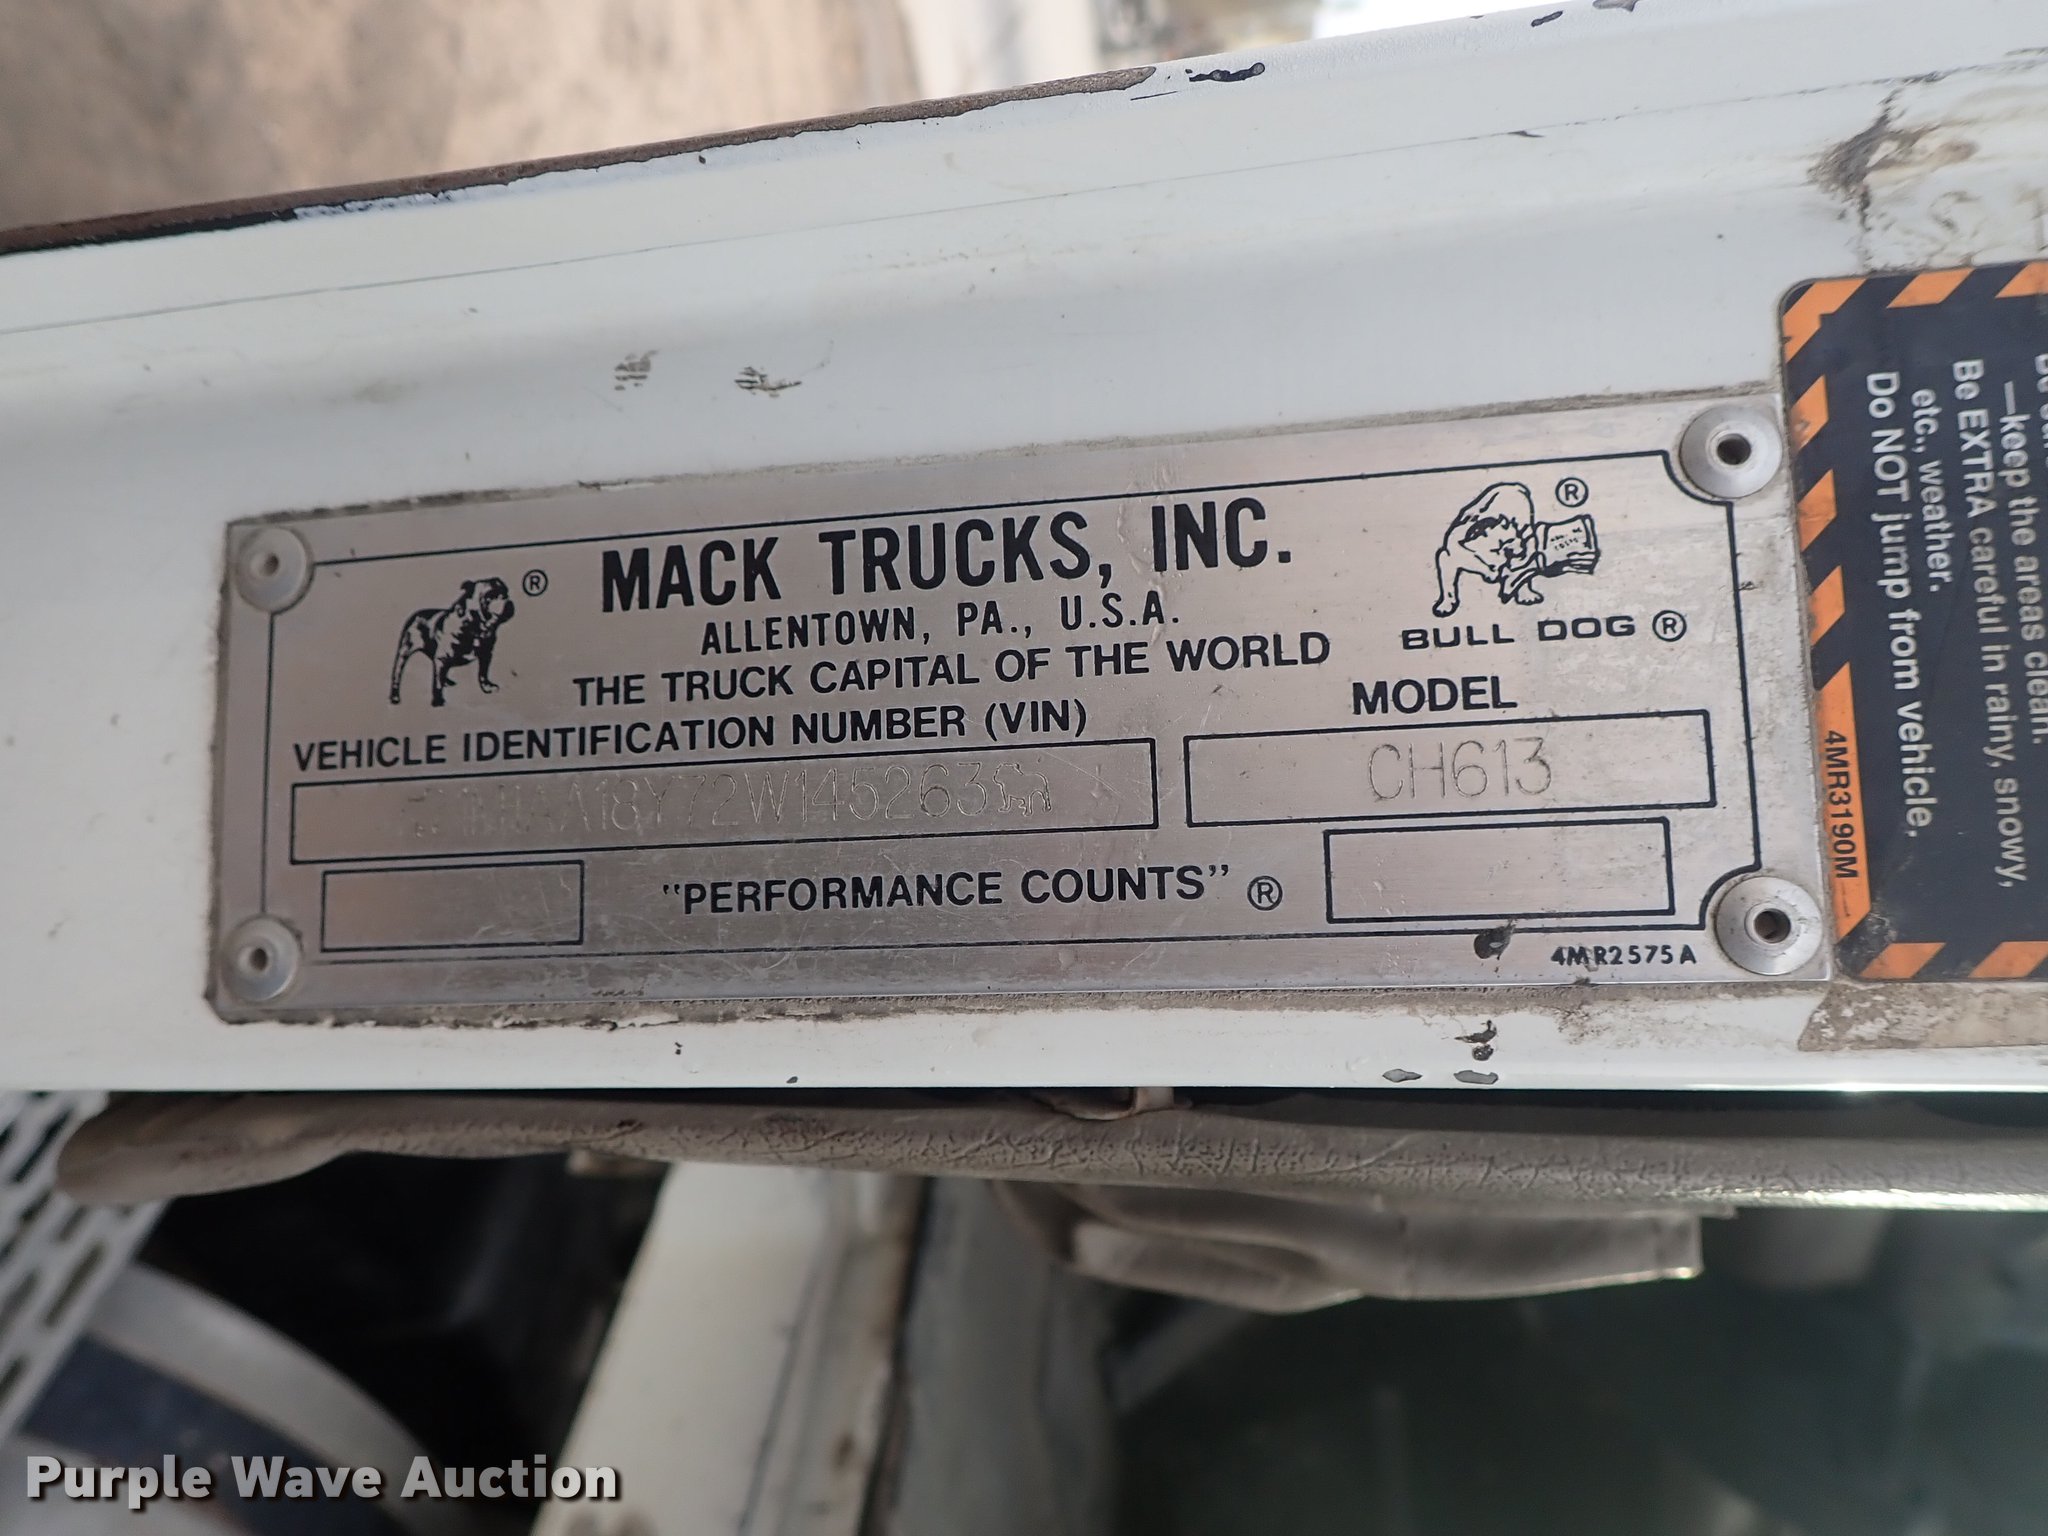 MACK TRUCKS, INC. ®
ALLENTOWN, PA., U.S.A.
THE TRUCK CAPITAL OF THE WORLD
® BULL DOG ®
VEHICLE IDENTIFICATION NUMBER (VIN)
MODEL
CH613
"PERFORMANCE COUNTS" ®
4MR2575A
—keep the areas clean.
Be EXTRA careful in rainy, snowy,
etc., weather.
Do NOT jump from vehicle.
4MR3190M
Purple Wave Auction